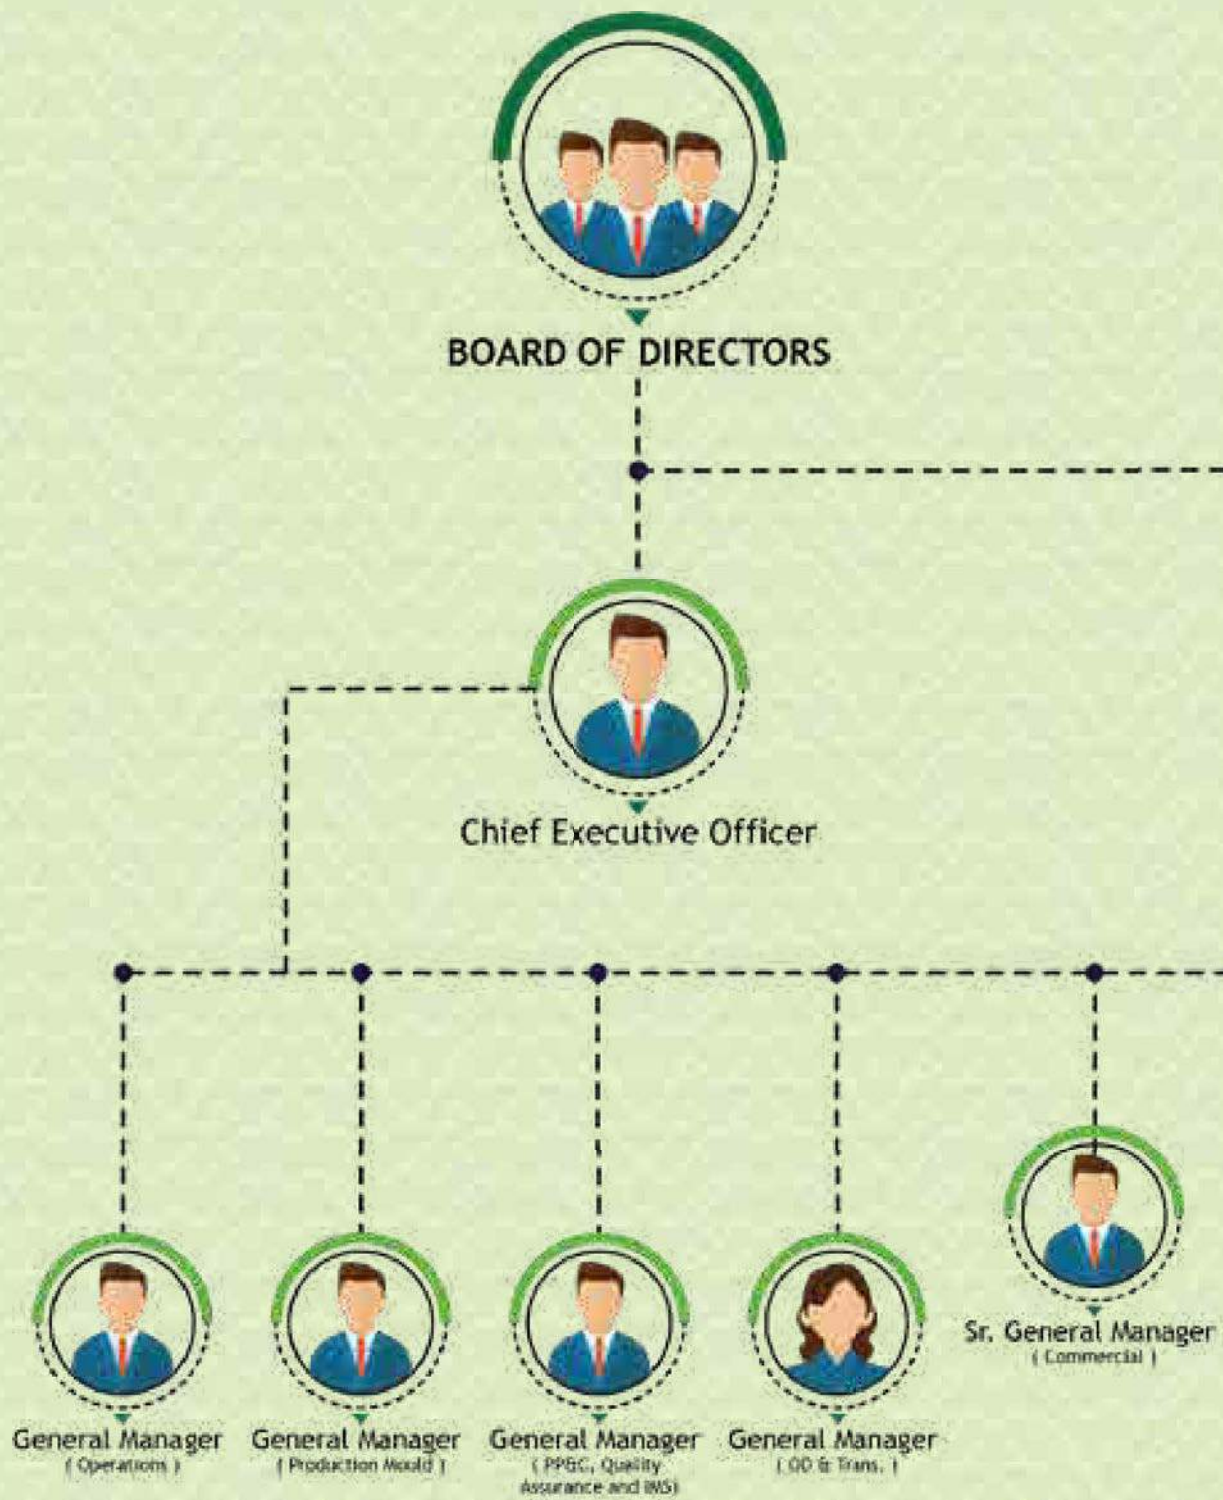 BOARD OF DIRECTORS
Chief Executive Officer
Sr. General Manager
( Commercial )
General Manager
( Operations )
General Manager
( Production Mould )
General Manager
( PP&C, Quality
Assurance and IMS)
General Manager
( OD & Trans. )